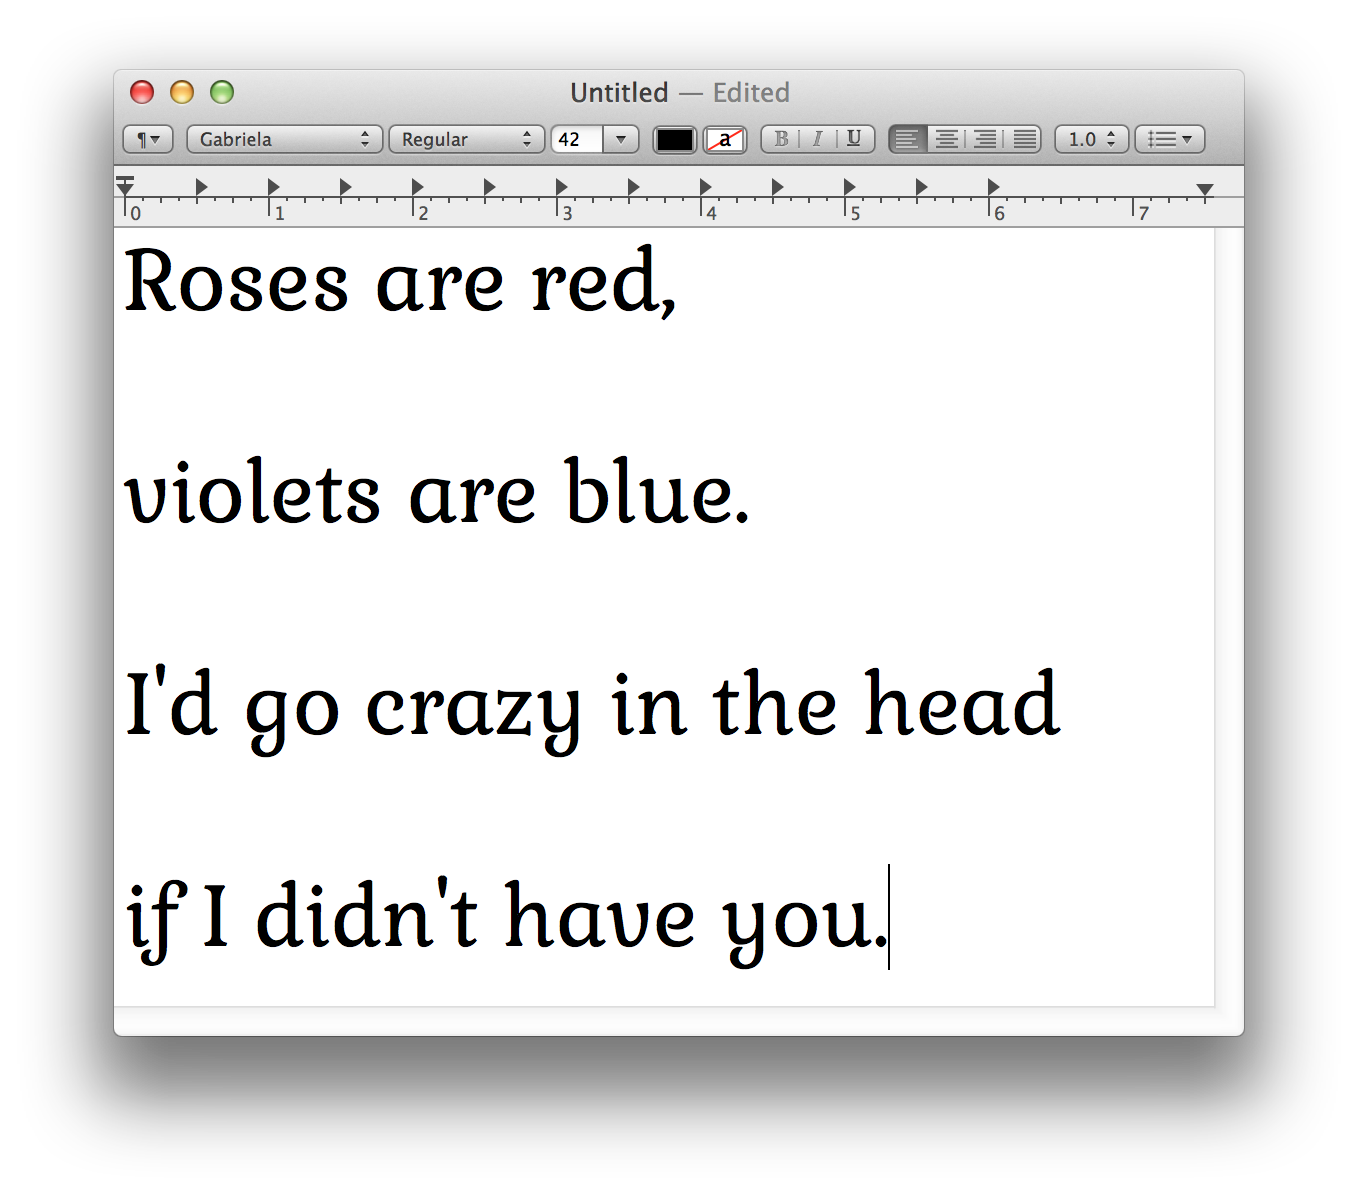 Untitled — Edited
¶ Gabriela Regular 42 a B I U 1.0
0 1 2 3 4 5 6 7
Roses are red,
violets are blue.
I'd go crazy in the head
if I didn't have you.